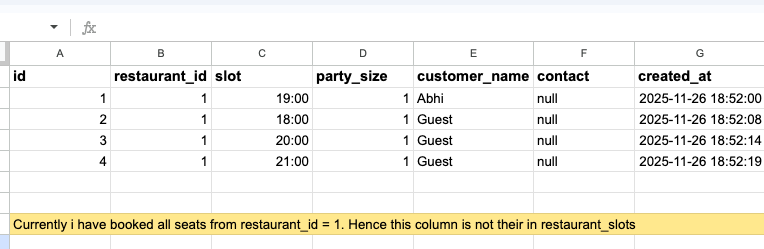 fx
A B C D E F G
id restaurant_id slot party_size customer_name contact created_at
1 1 19:00 1 Abhi null 2025-11-26 18:52:00
2 1 18:00 1 Guest null 2025-11-26 18:52:08
3 1 20:00 1 Guest null 2025-11-26 18:52:14
4 1 21:00 1 Guest null 2025-11-26 18:52:19
Currently i have booked all seats from restaurant_id = 1. Hence this column is not their in restaurant_slots